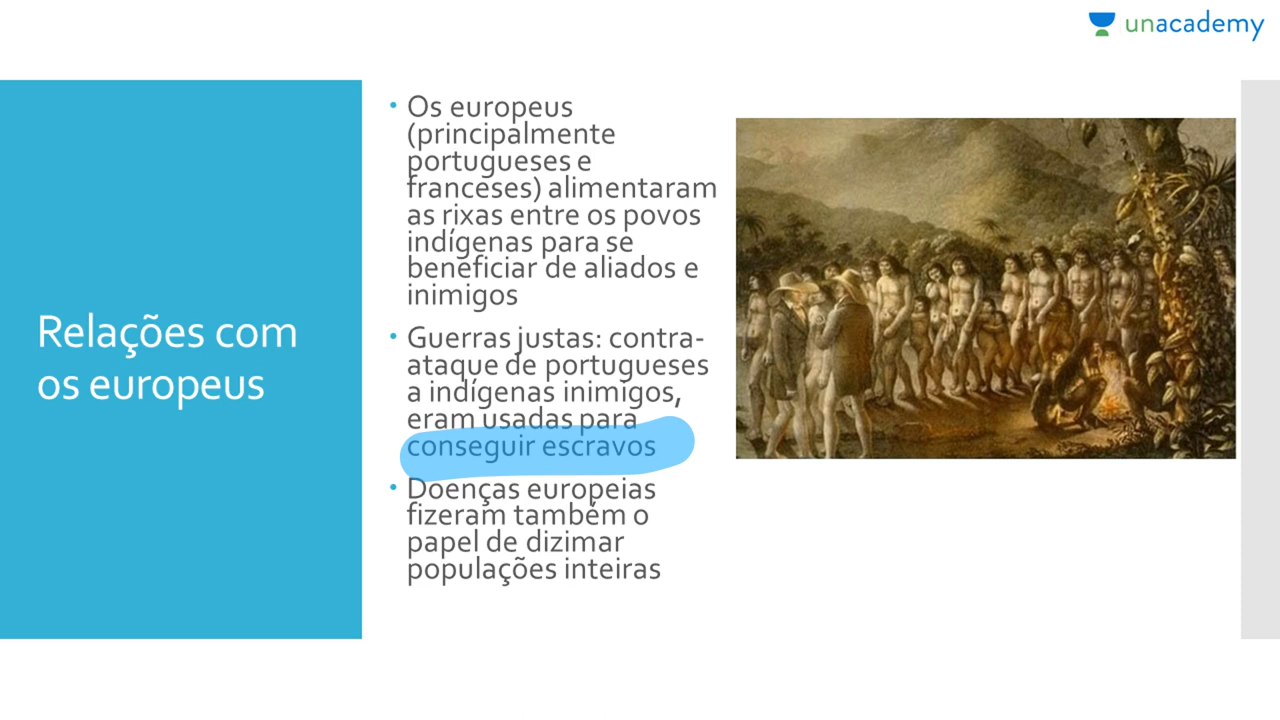 unacademy
Relações com
os europeus
• Os europeus
(principalmente
portugueses e
franceses) alimentaram
as rixas entre os povos
indígenas para se
beneficiar de aliados e
inimigos
• Guerras justas: contra-
ataque de portugueses
a indígenas inimigos,
eram usadas para
conseguir escravos
• Doenças europeias
fizeram também o
papel de dizimar
populações inteiras